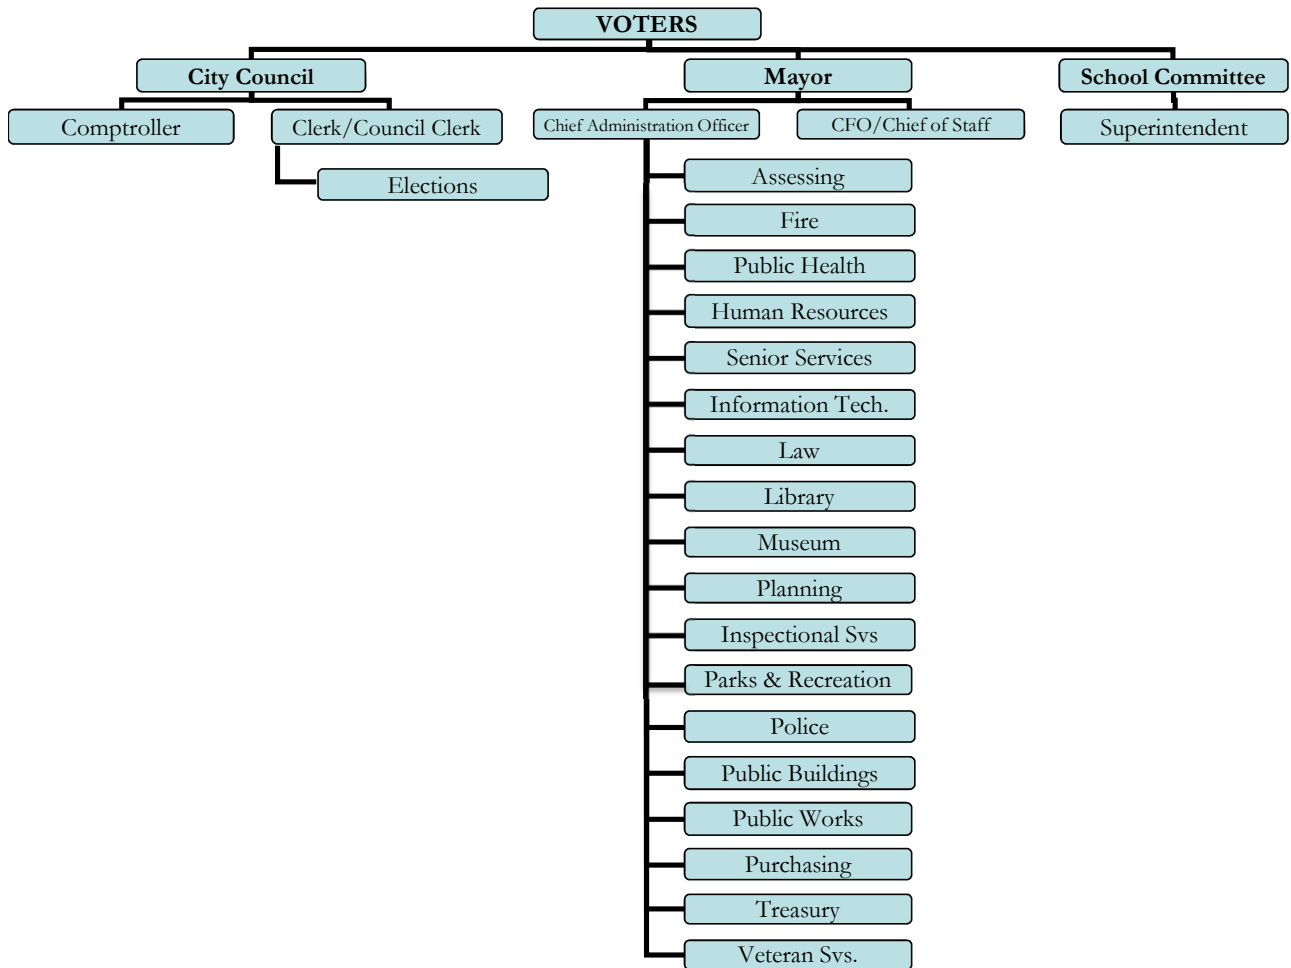 VOTERS
City Council
Mayor
School Committee
Comptroller
Clerk/Council Clerk
Chief Administration Officer
CFO/Chief of Staff
Superintendent
Elections
Assessing
Fire
Public Health
Human Resources
Senior Services
Information Tech.
Law
Library
Museum
Planning
Inspectional Svs
Parks & Recreation
Police
Public Buildings
Public Works
Purchasing
Treasury
Veteran Svs.